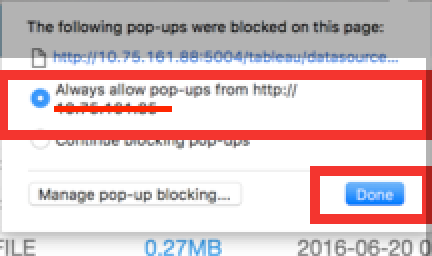 The following pop-ups were blocked on this page:
http://10.75.161.88:5004/tableau/datasource...
Always allow pop-ups from http://
Continue blocking pop-ups
Manage pop-up blocking...
Done
FILE
0.27MB
2016-06-20 0